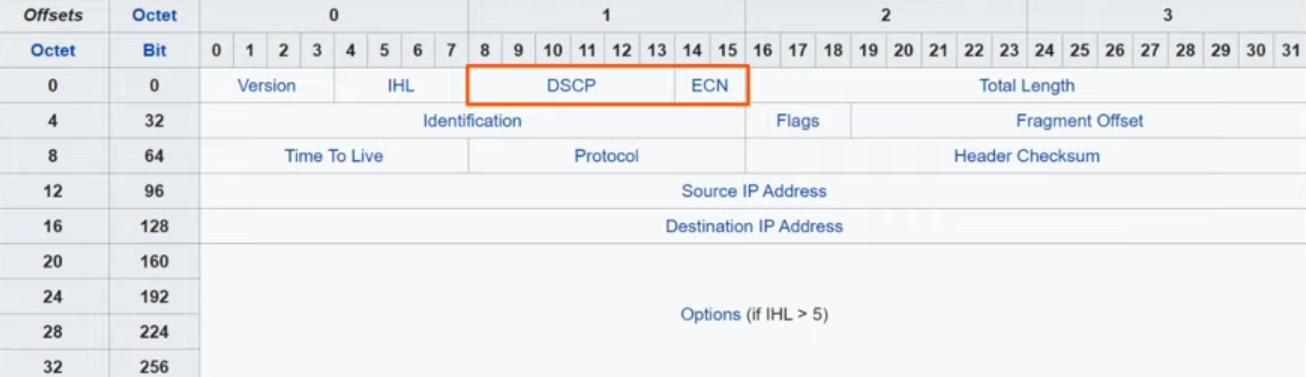 Offsets Octet 0 1 2 3
Octet Bit 0 1 2 3 4 5 6 7 8 9 10 11 12 13 14 15 16 17 18 19 20 21 22 23 24 25 26 27 28 29 30 31
0 0 Version IHL DSCP ECN Total Length
4 32 Identification Flags Fragment Offset
8 64 Time To Live Protocol Header Checksum
12 96 Source IP Address
16 128 Destination IP Address
20 160
24 192
Options (if IHL > 5)
28 224
32 256